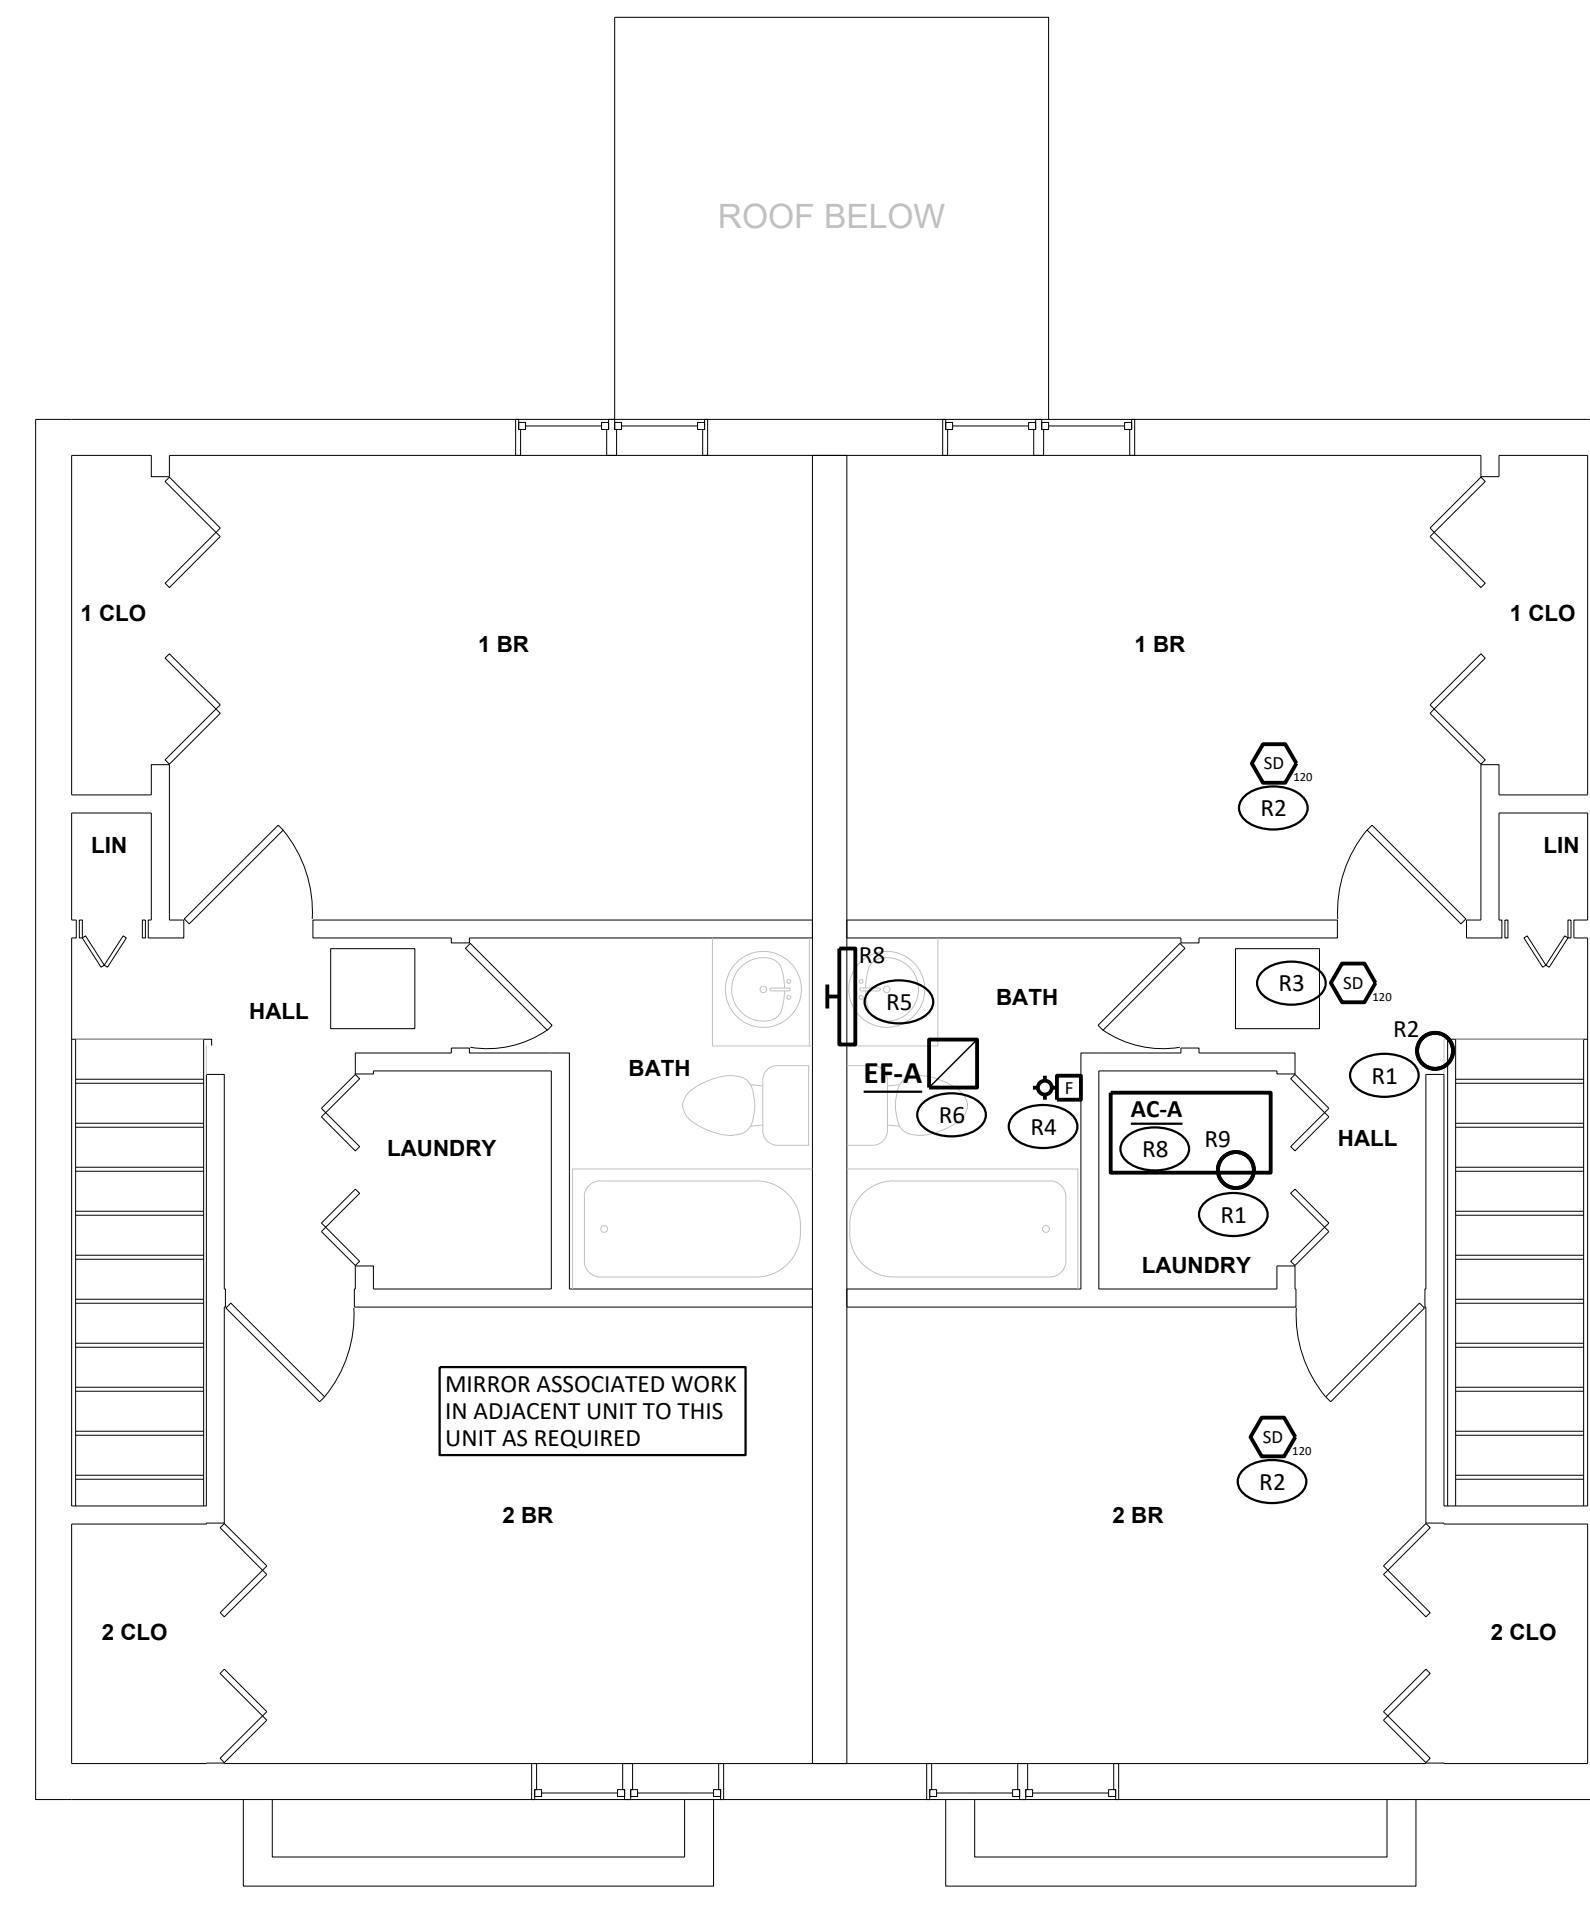 ROOF BELOW
1 CLO
1 BR
1 BR
1 CLO
SD
120
R2
LIN
LIN
R8
R5
BATH
R3
SD
120
HALL
R2
BATH
EF-A
R1
F
R6
R4
AC-A
R8
R9
LAUNDRY
HALL
R1
LAUNDRY
MIRROR ASSOCIATED WORK
IN ADJACENT UNIT TO THIS
UNIT AS REQUIRED
SD
120
R2
2 BR
2 BR
2 CLO
2 CLO